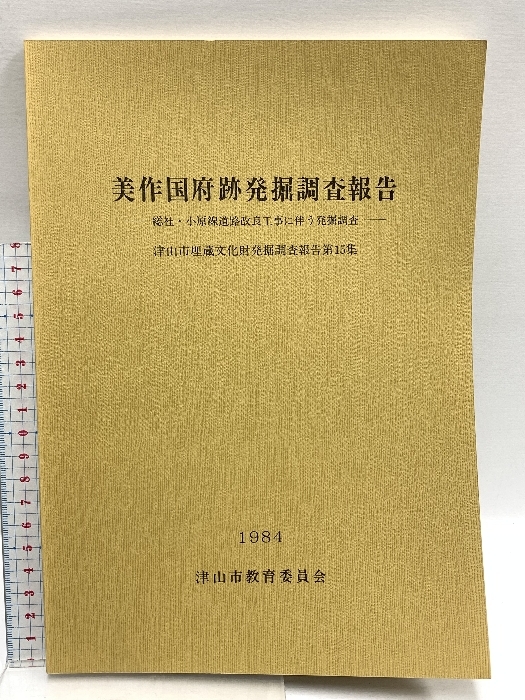 美作国府跡発掘調査報告
総社・小原線道路改良工事に伴う発掘調査 ——
津山市埋蔵文化財発掘調査報告第15集
1984
津山市教育委員会